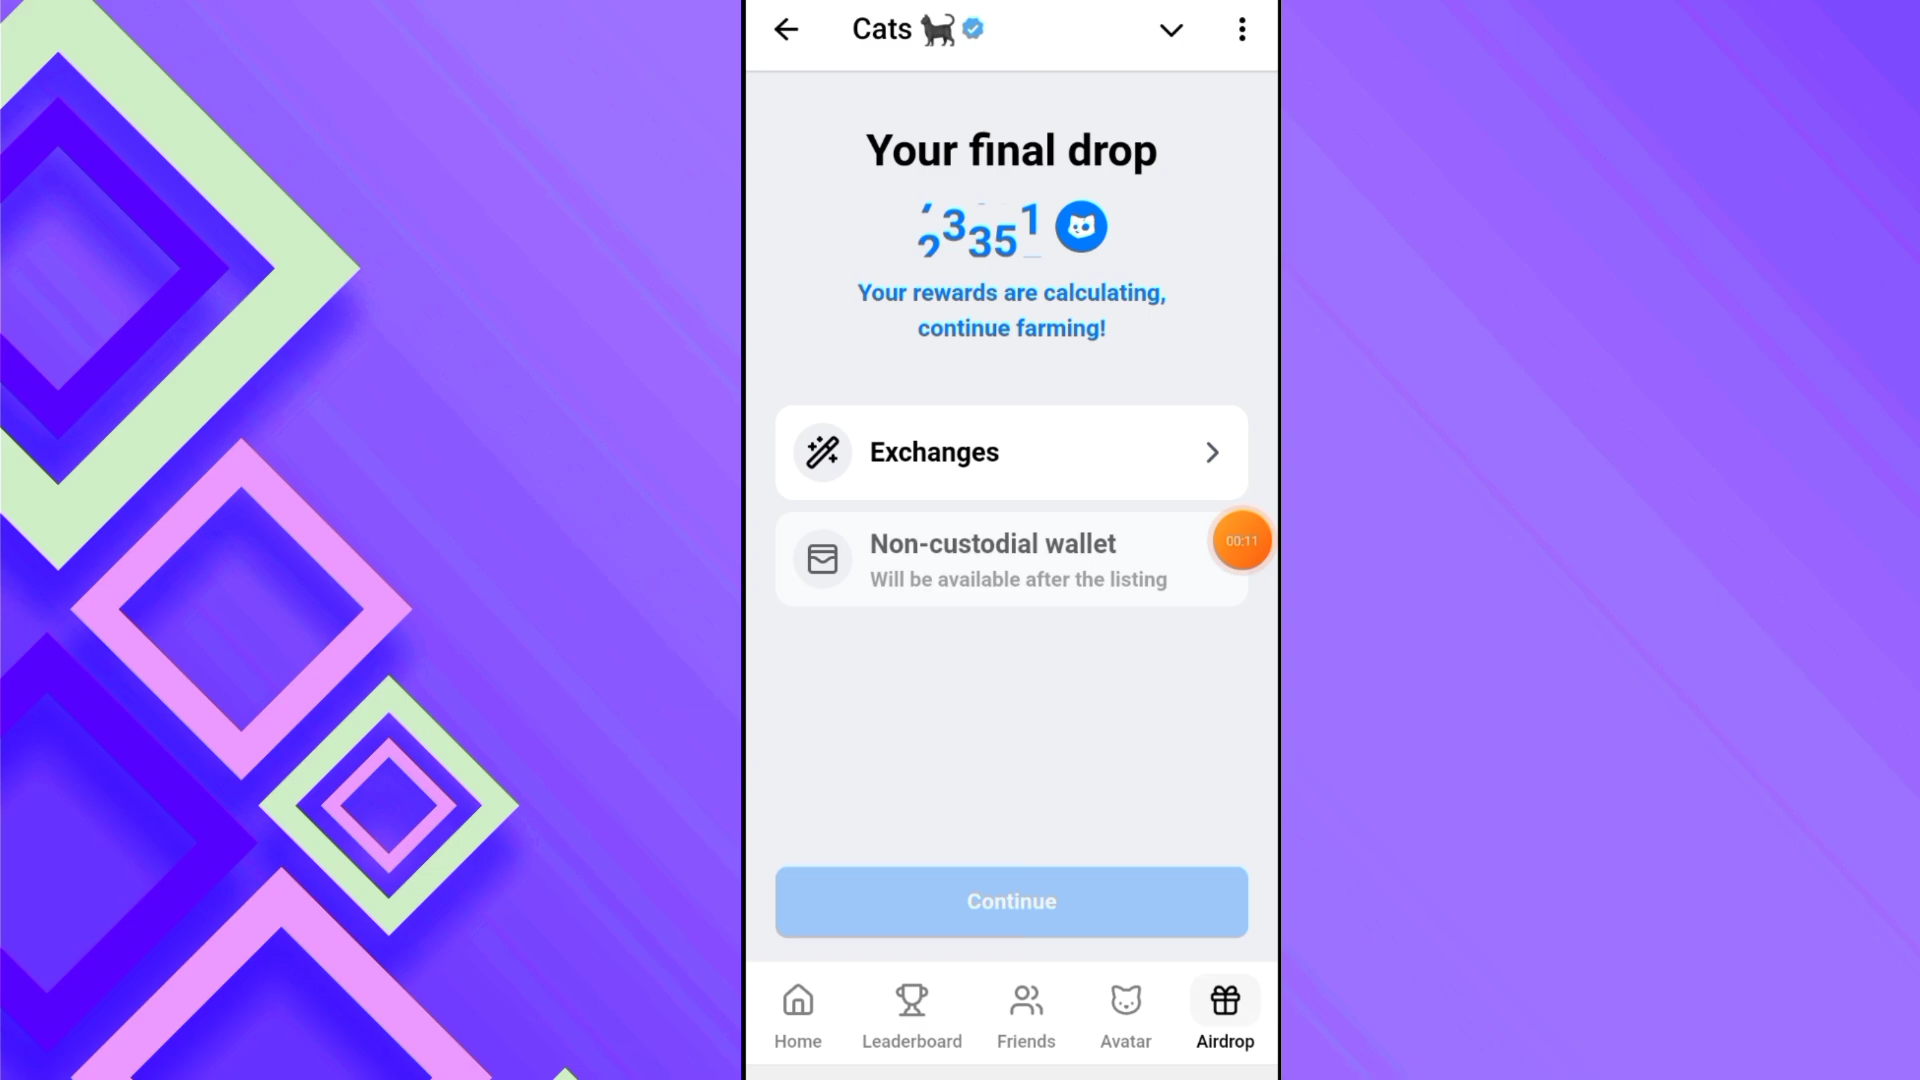 Cats
Your final drop
Your rewards are calculating,
continue farming!
Exchanges
Non-custodial wallet
Will be available after the listing
00:11
Continue
Home
Leaderboard
Friends
Avatar
Airdrop